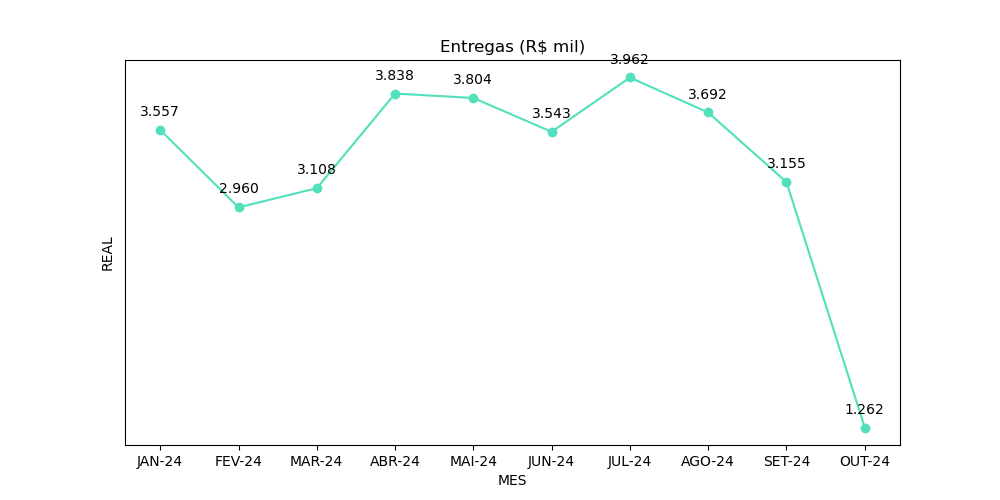 Entregas (R$ mil)
3.557
2.960
3.108
3.838
3.804
3.543
3.962
3.692
3.155
1.262
REAL
JAN-24 FEV-24 MAR-24 ABR-24 MAI-24 JUN-24 JUL-24 AGO-24 SET-24 OUT-24
MES